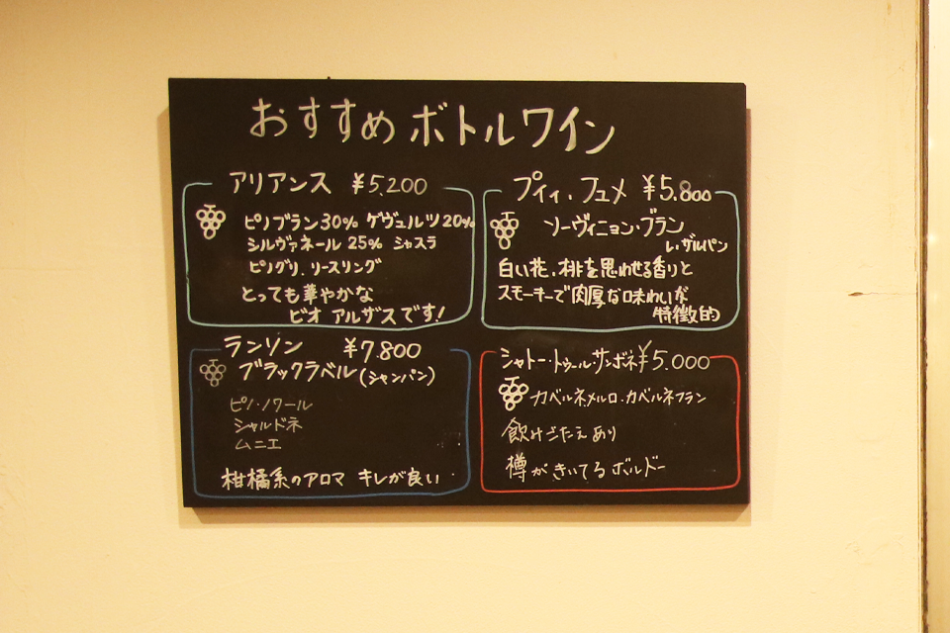 おすすめ ボトルワイン
アリアンス ¥5,200
ピノブラン30% ゲヴュルツ20%
シルヴァネール 25% シャスラ
ピノグリ、リースリング
とっても華やかな
ビオ アルザスです!
プイィ・フュメ ¥5.800
ソーヴィニョン・ブラン
レ・ザルパン
白い花、桃を思わせる香りと
スモーキーで肉厚な味わいが
特徴的
ランソン ¥7.800
ブラックラベル(シャンパン)
ピノ・ノワール
シャルドネ
ムニエ
柑橘系のアロマ キレが良い
シャトー・トゥール・サンボネ¥5.000
カベルネ、メルロ・カベルネフラン
飲みごたえあり
樽がきいてるボルドー